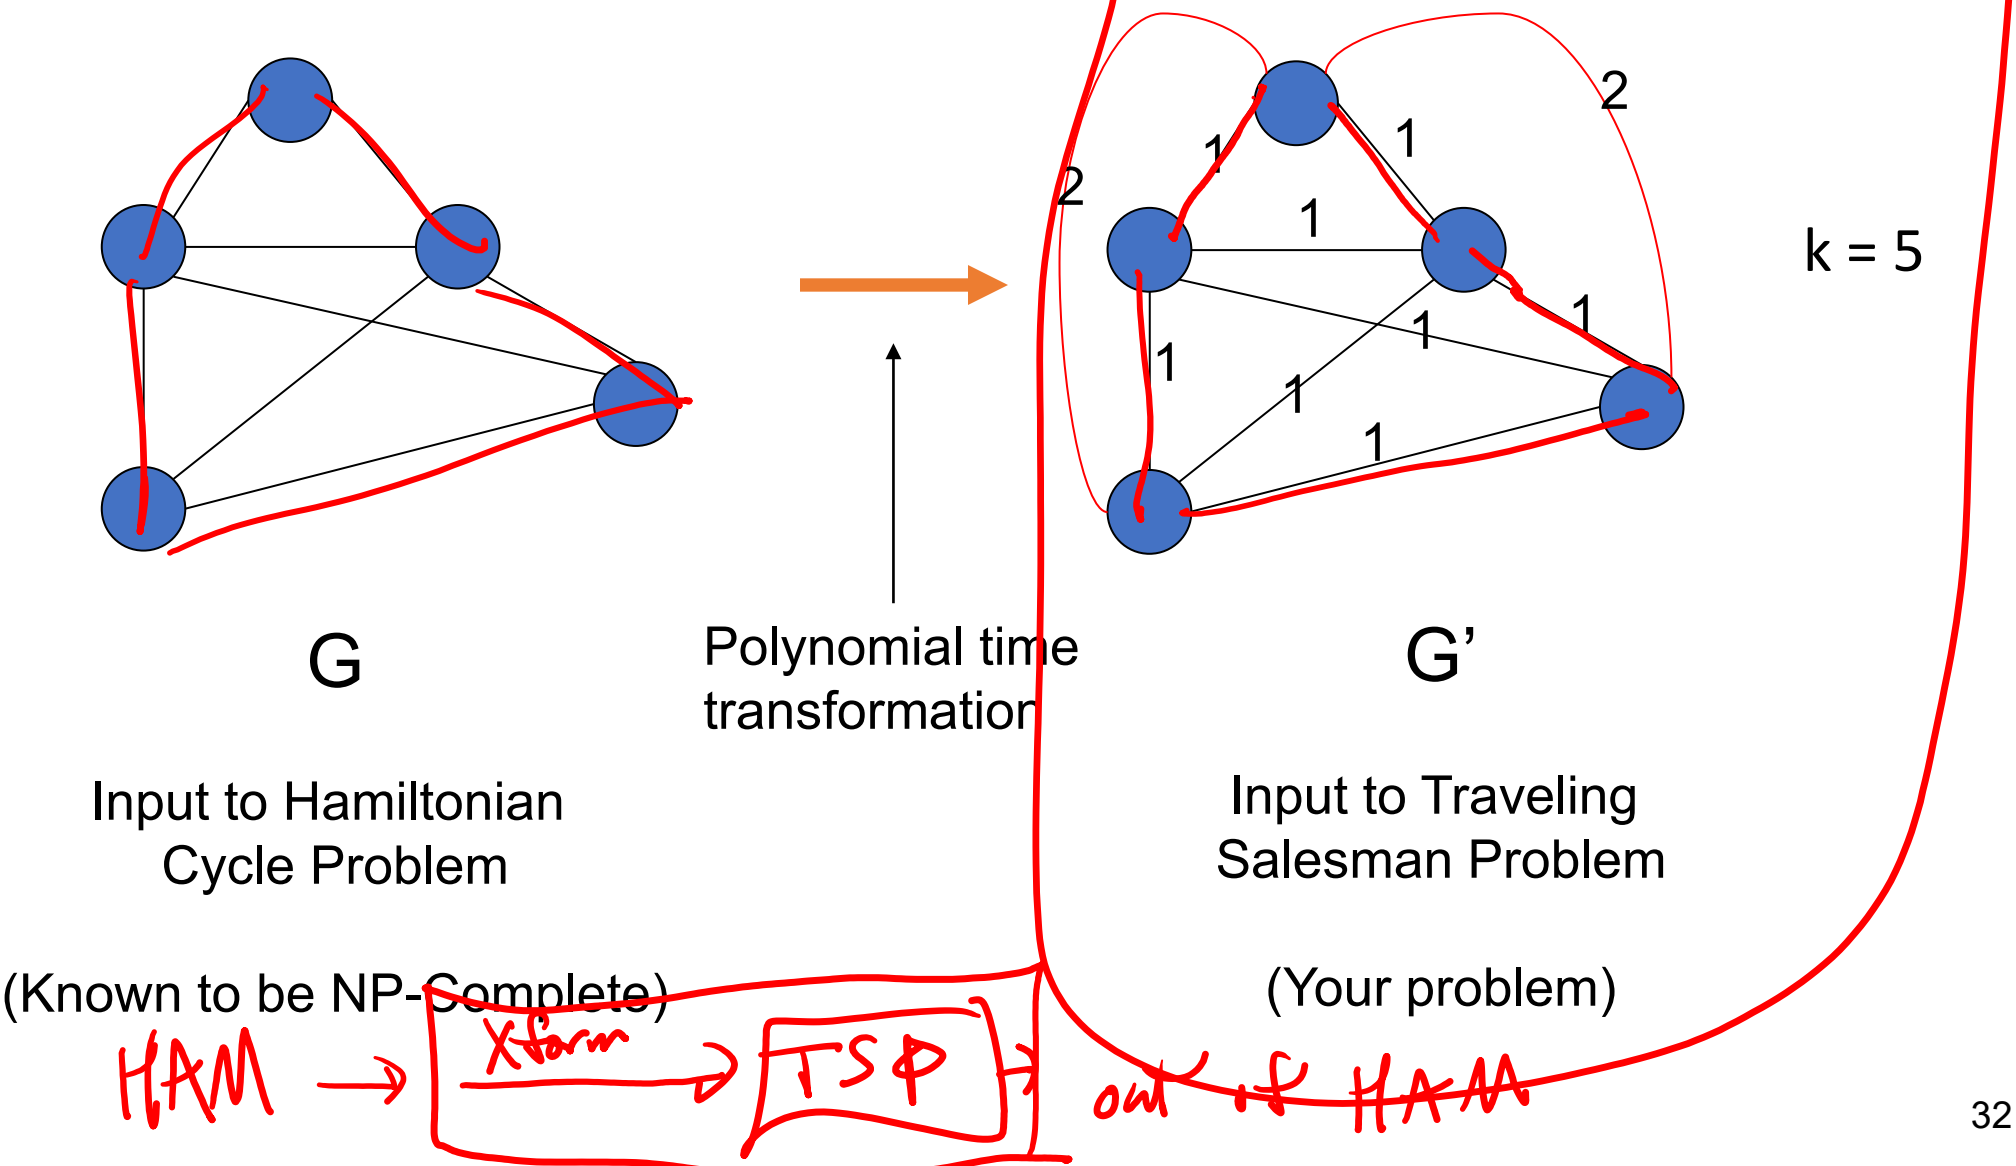 2
1
1
2
1
k = 5
1
1
1
1
1
G
Polynomial time
transformation
G’
Input to Hamiltonian
Cycle Problem
Input to Traveling
Salesman Problem
(Known to be NP-Complete)
(Your problem)
HAM → xform → TSP → out of HAM
32